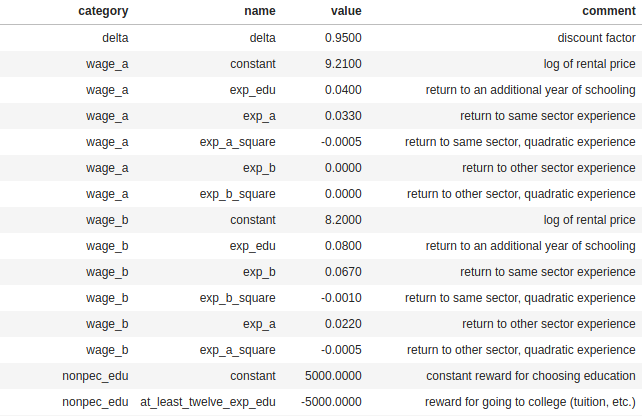 category name value comment
delta delta 0.9500 discount factor
wage_a constant 9.2100 log of rental price
wage_a exp_edu 0.0400 return to an additional year of schooling
wage_a exp_a 0.0330 return to same sector experience
wage_a exp_a_square -0.0005 return to same sector, quadratic experience
wage_a exp_b 0.0000 return to other sector experience
wage_a exp_b_square 0.0000 return to other sector, quadratic experience
wage_b constant 8.2000 log of rental price
wage_b exp_edu 0.0800 return to an additional year of schooling
wage_b exp_b 0.0670 return to same sector experience
wage_b exp_b_square -0.0010 return to same sector, quadratic experience
wage_b exp_a 0.0220 return to other sector experience
wage_b exp_a_square -0.0005 return to other sector, quadratic experience
nonpec_edu constant 5000.0000 constant reward for choosing education
nonpec_edu at_least_twelve_exp_edu -5000.0000 reward for going to college (tuition, etc.)